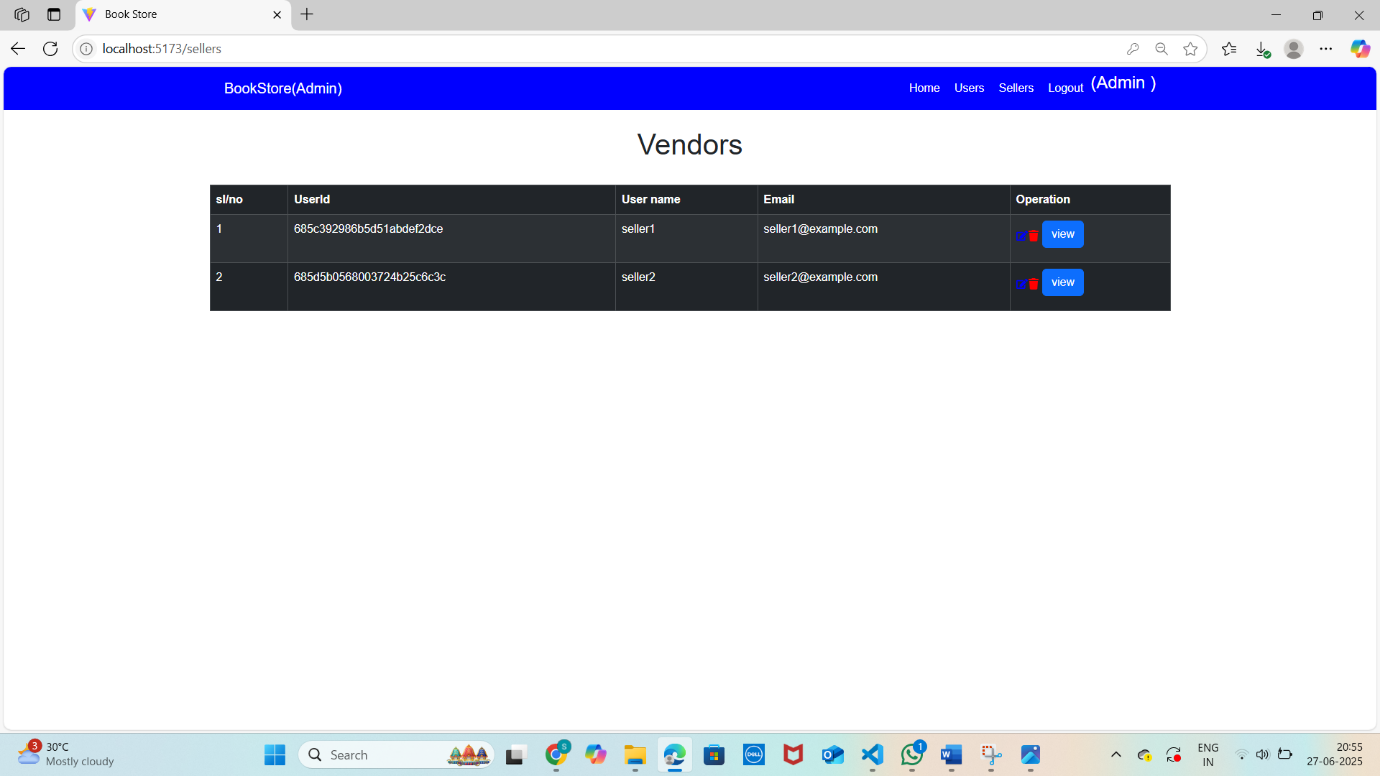 Book Store
localhost:5173/sellers
BookStore(Admin)
Home Users Sellers Logout (Admin )
Vendors
sl/no UserId User name Email Operation
1 685c392986b5d51abdef2dce seller1 seller1@example.com view
2 685d5b0568003724b25c6c3c seller2 seller2@example.com view
3
30°C
Mostly cloudy
Search
S
DELL
1
W
ENG
IN
20:55
27-06-2025